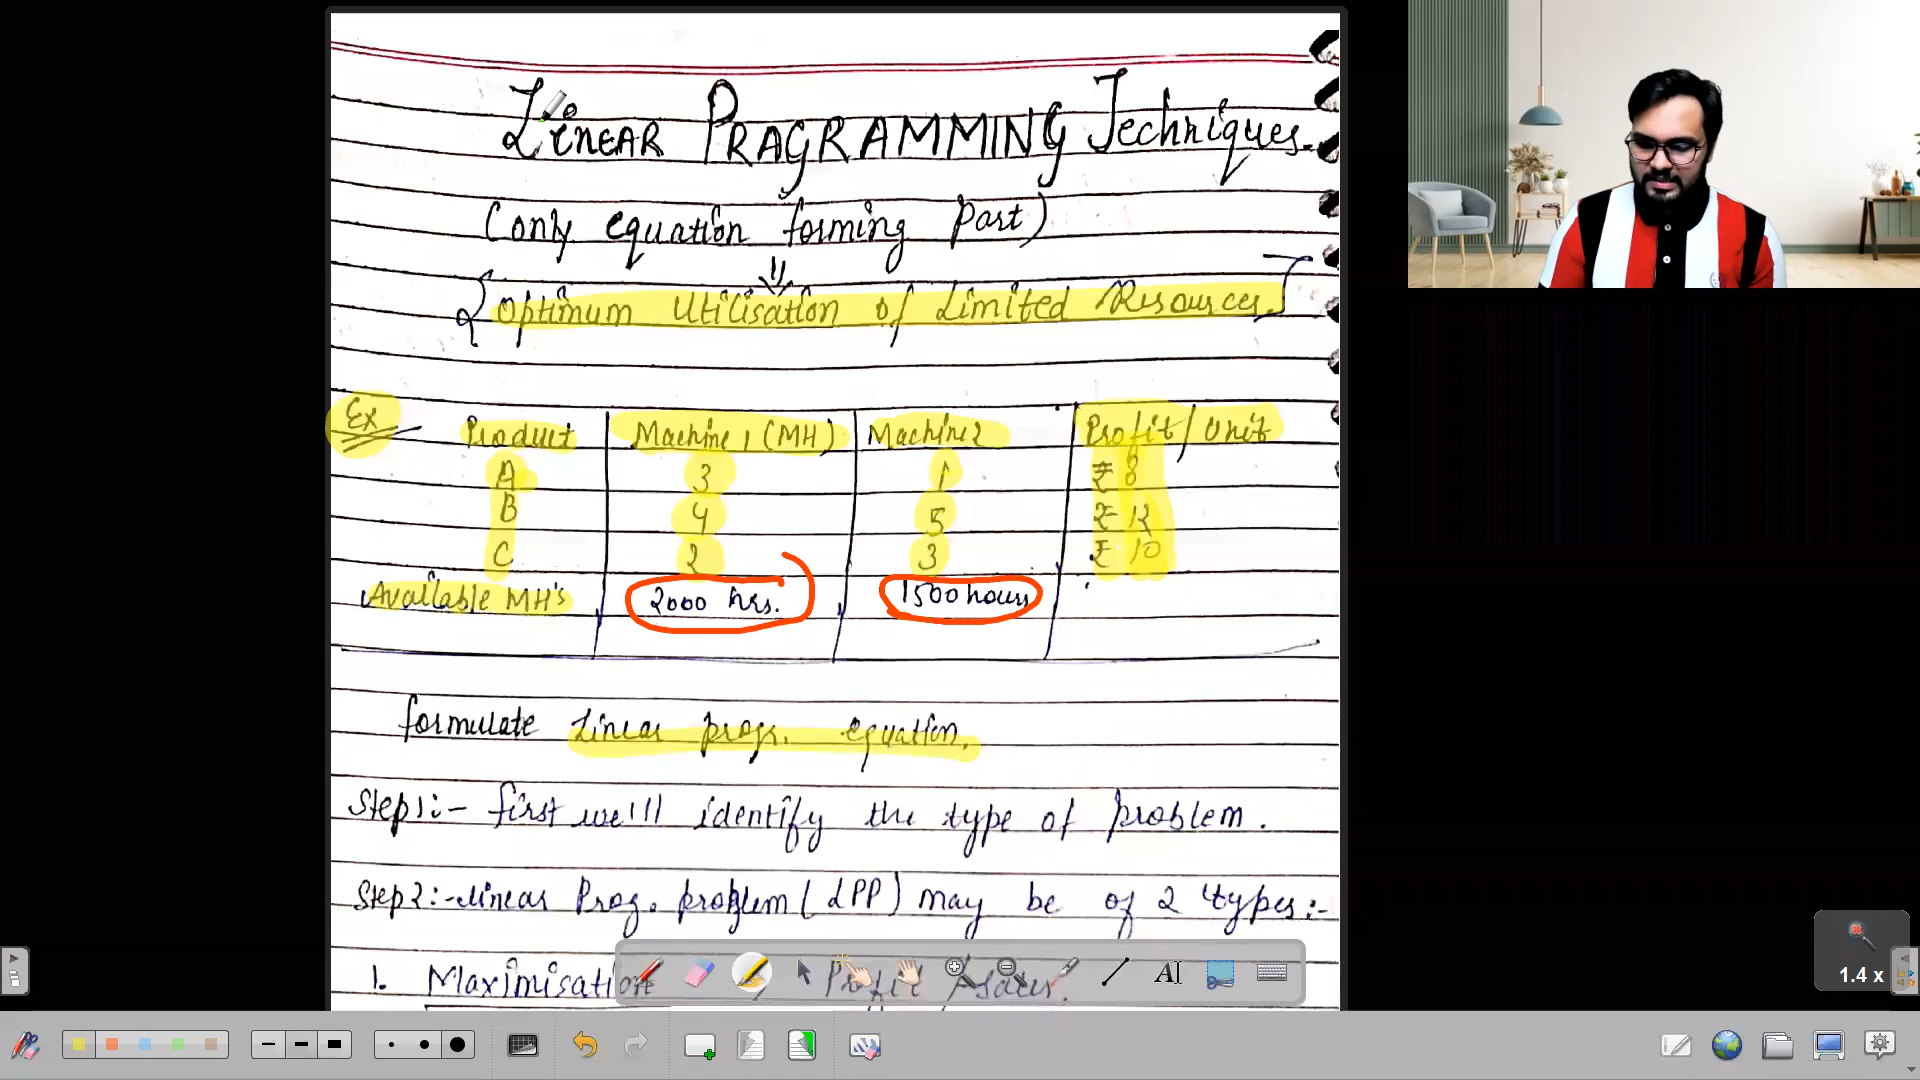 LINEAR PRAGRAMMING Techniques.
(only equation forming part)
[Optimum Utilisation of Limited Resources]
Ex Product Machine 1 (MH) Machine 2 Profit / Unit
A 3 1 ₹ 8
B 4 5 ₹ 12
C 2 3 ₹ 10
Available MH's 2000 hrs. 1500 hours
formulate Linear prog. equation.
Step 1:- first we'll identify the type of problem.
Step 2:- Linear Prog. problem (LPP) may be of 2 types:-
1. Maximisation Profit / Sales.
1.4 x